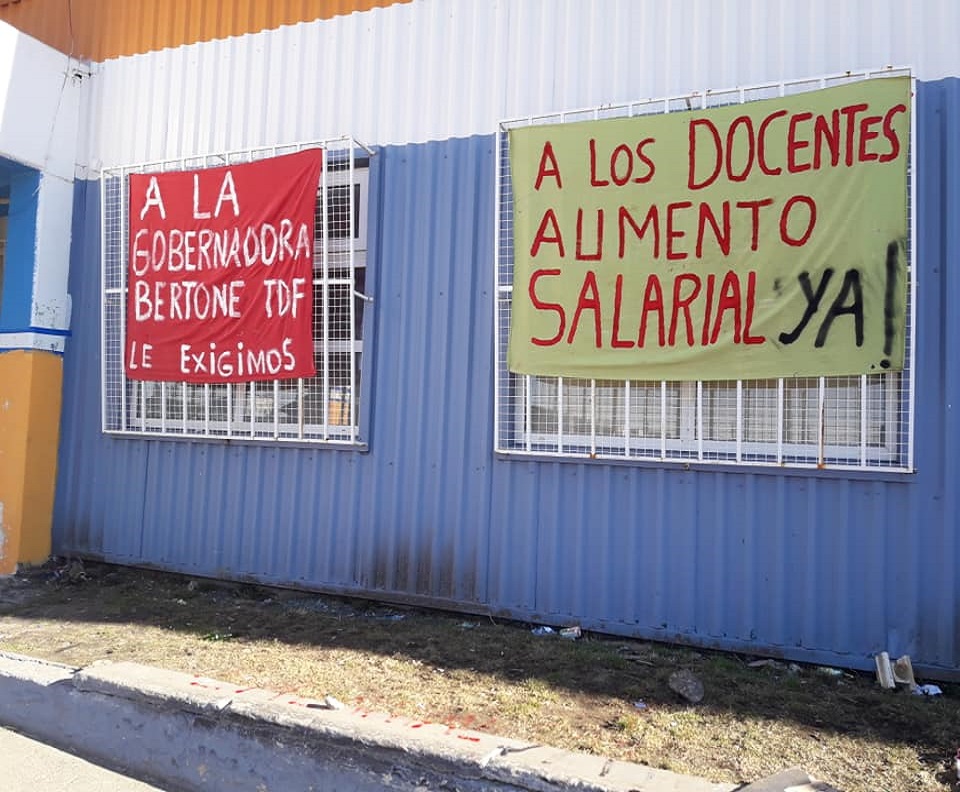 A LA
GOBERNADORA
BERTONE TDF
LE EXIGIMOS
A LOS DOCENTES
AUMENTO
SALARIAL YA!